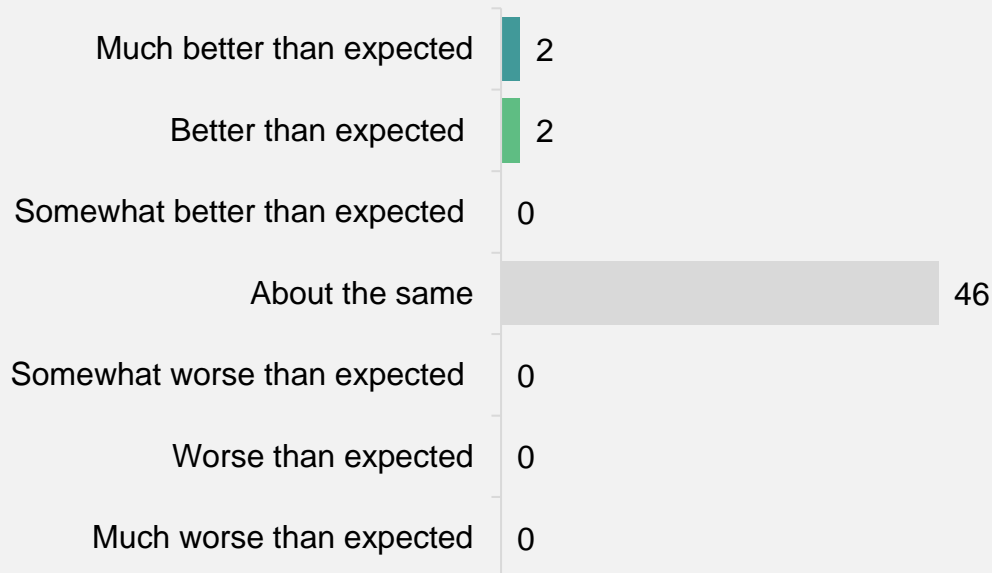 Much better than expected 2
Better than expected 2
Somewhat better than expected 0
About the same 46
Somewhat worse than expected 0
Worse than expected 0
Much worse than expected 0